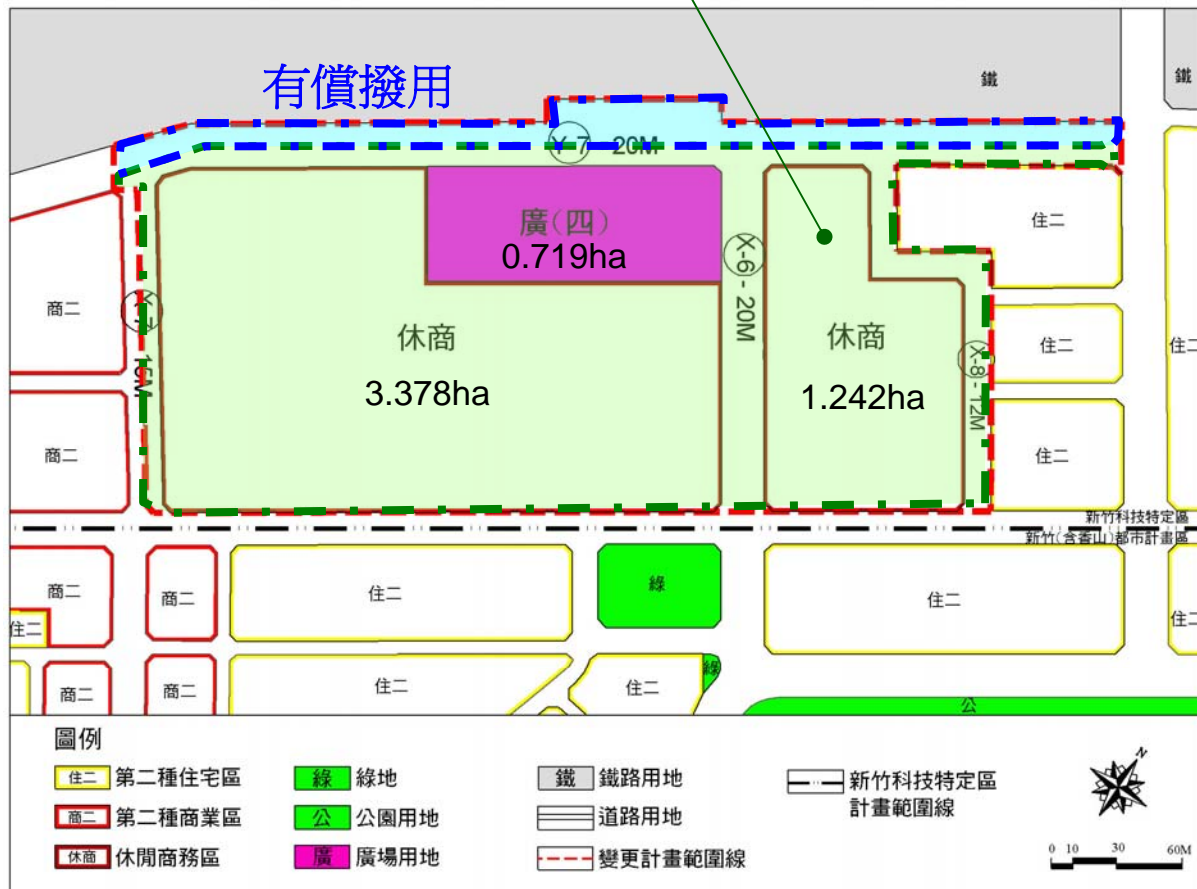 有償撥用
鐵
鐵
Y-7 20M
廣(四)
0.719ha
住二
X-6 - 20M
商二
X-7 16M
休商
3.378ha
休商
1.242ha
X-8 - 12M
住二
住二
商二
住二
新竹科技特定區
新竹(含香山)都市計畫區
商二
商二
住二
綠
住二
住二
住二
商二
商二
住二
住二
綠
公
圖例
住二 第二種住宅區
綠 綠地
鐵 鐵路用地
新竹科技特定區
計畫範圍線
N
商二 第二種商業區
公 公園用地
道路用地
休商 休閒商務區
廣 廣場用地
變更計畫範圍線
0 10 30 60M